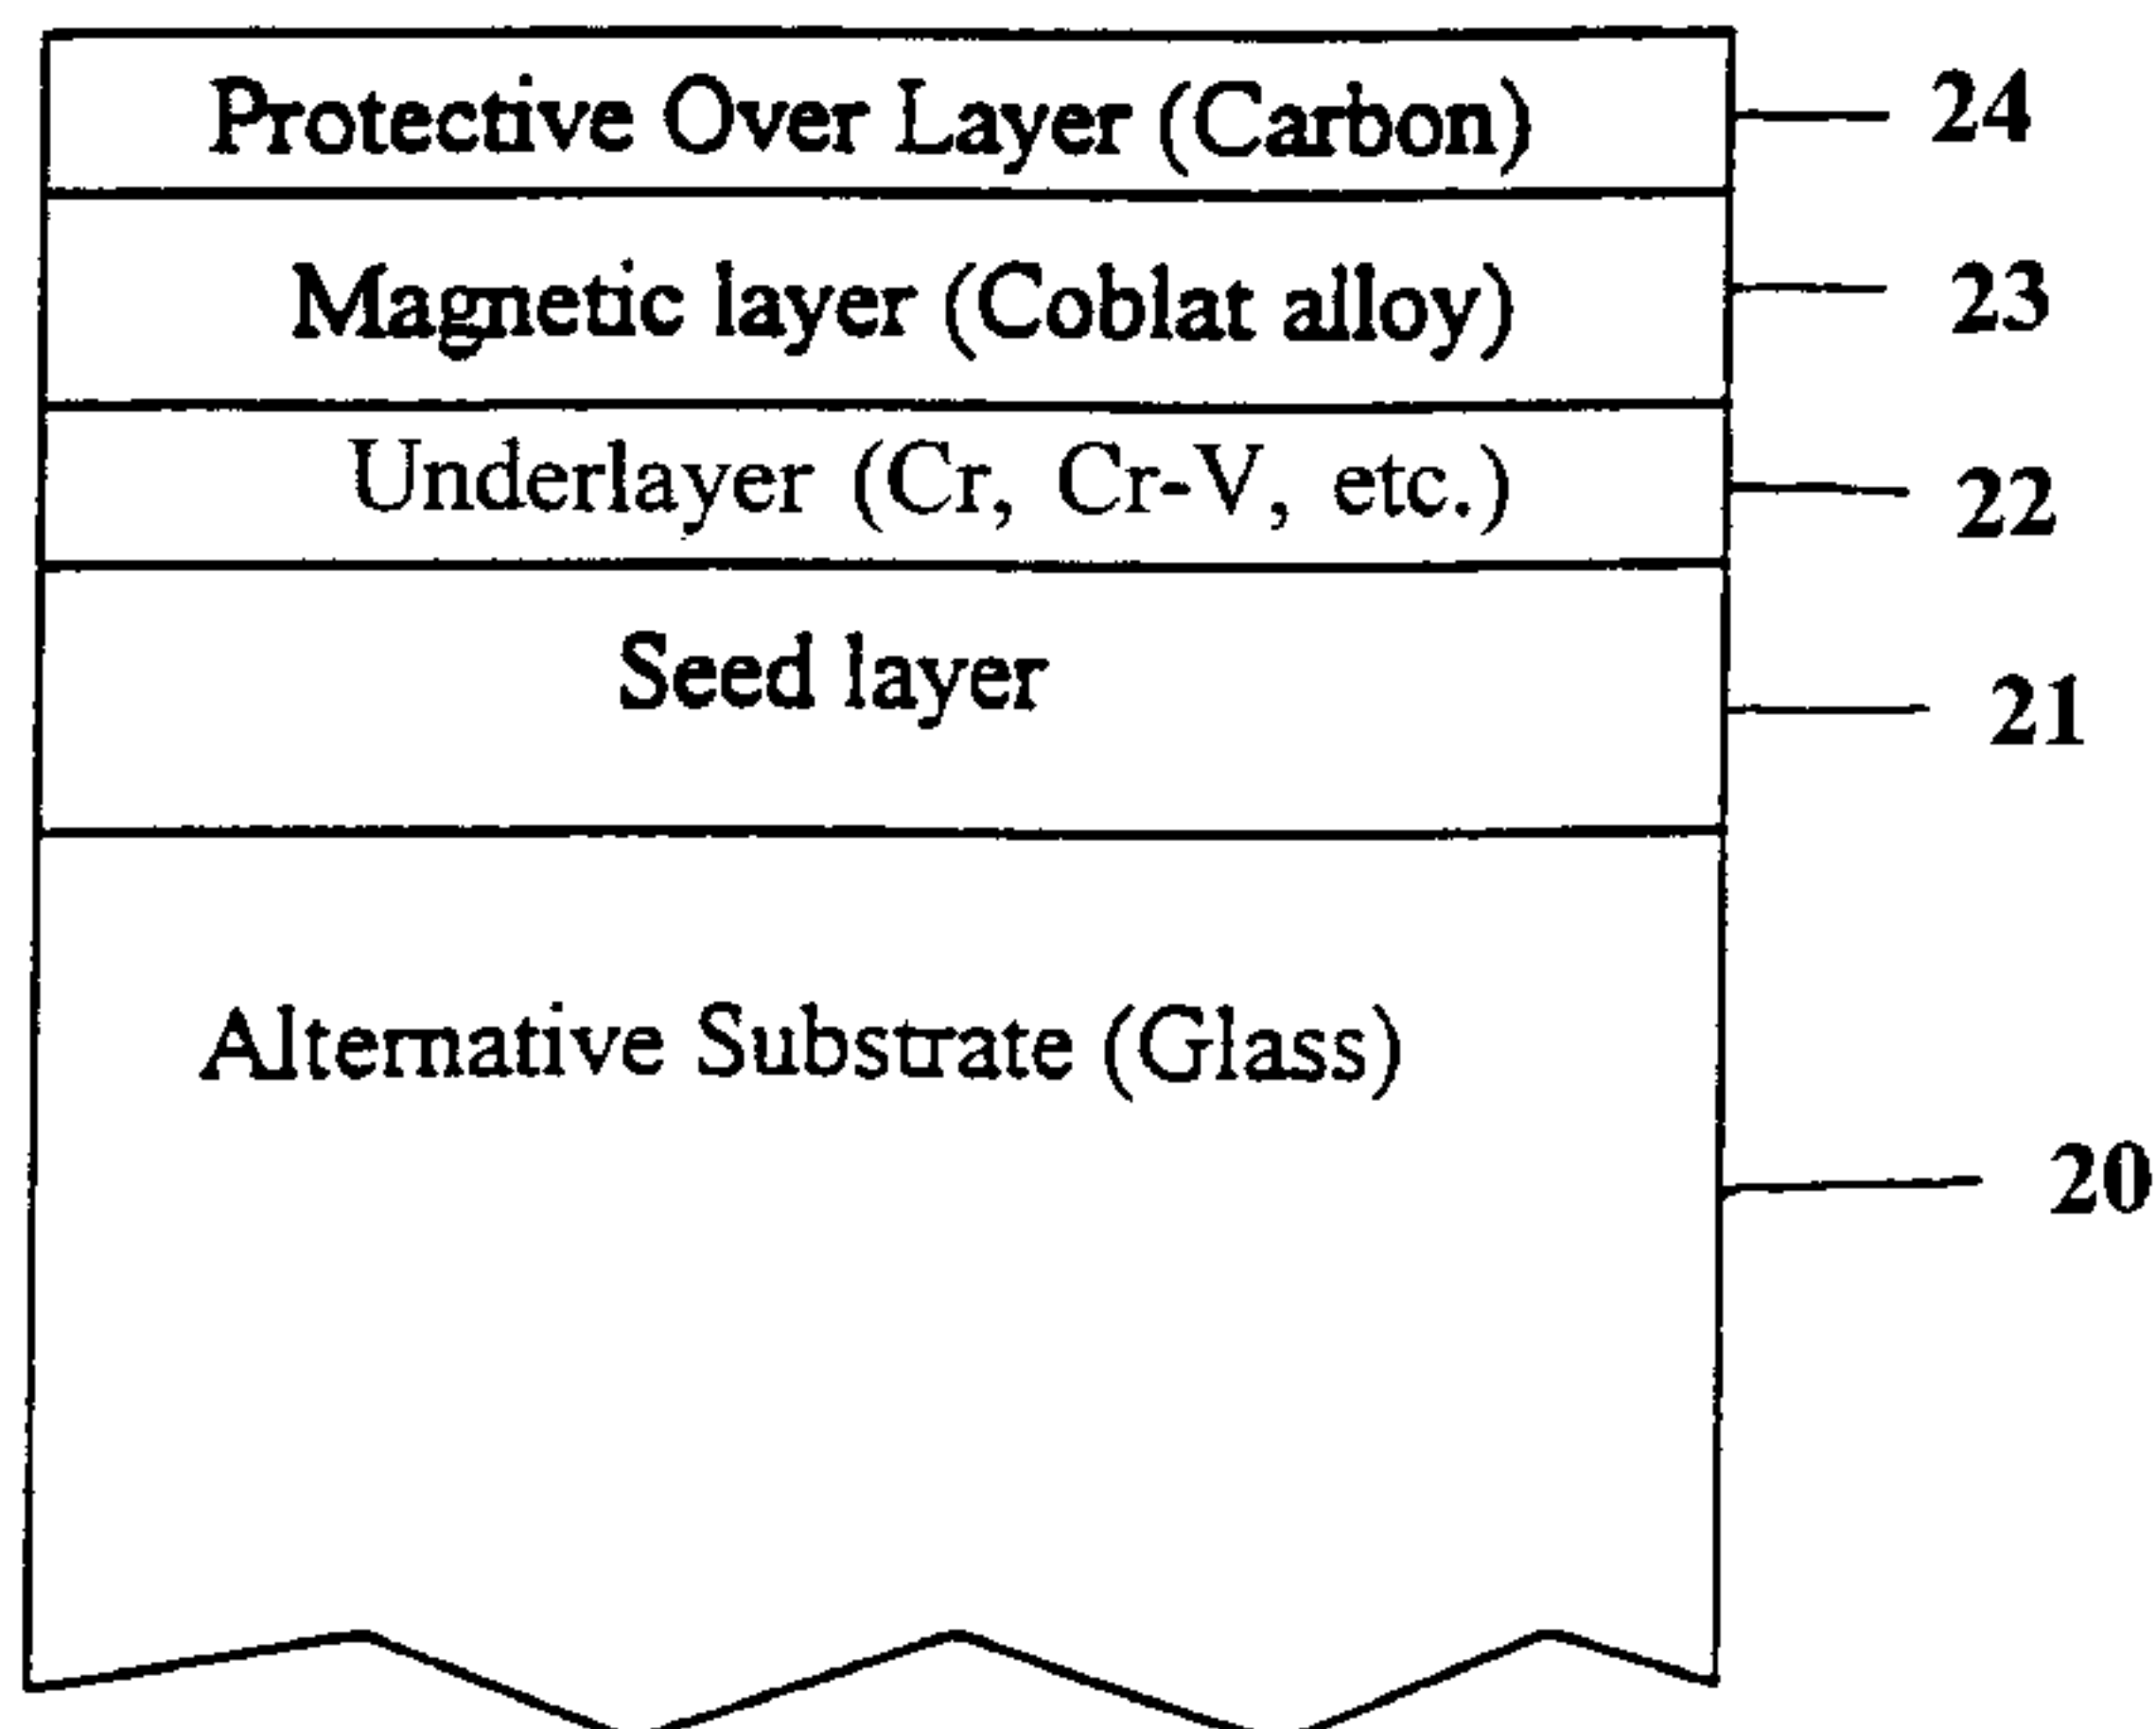 Protective Over Layer (Carbon) 24
Magnetic layer (Coblat alloy) 23
Underlayer (Cr, Cr-V, etc.) 22
Seed layer 21
Alternative Substrate (Glass)
20